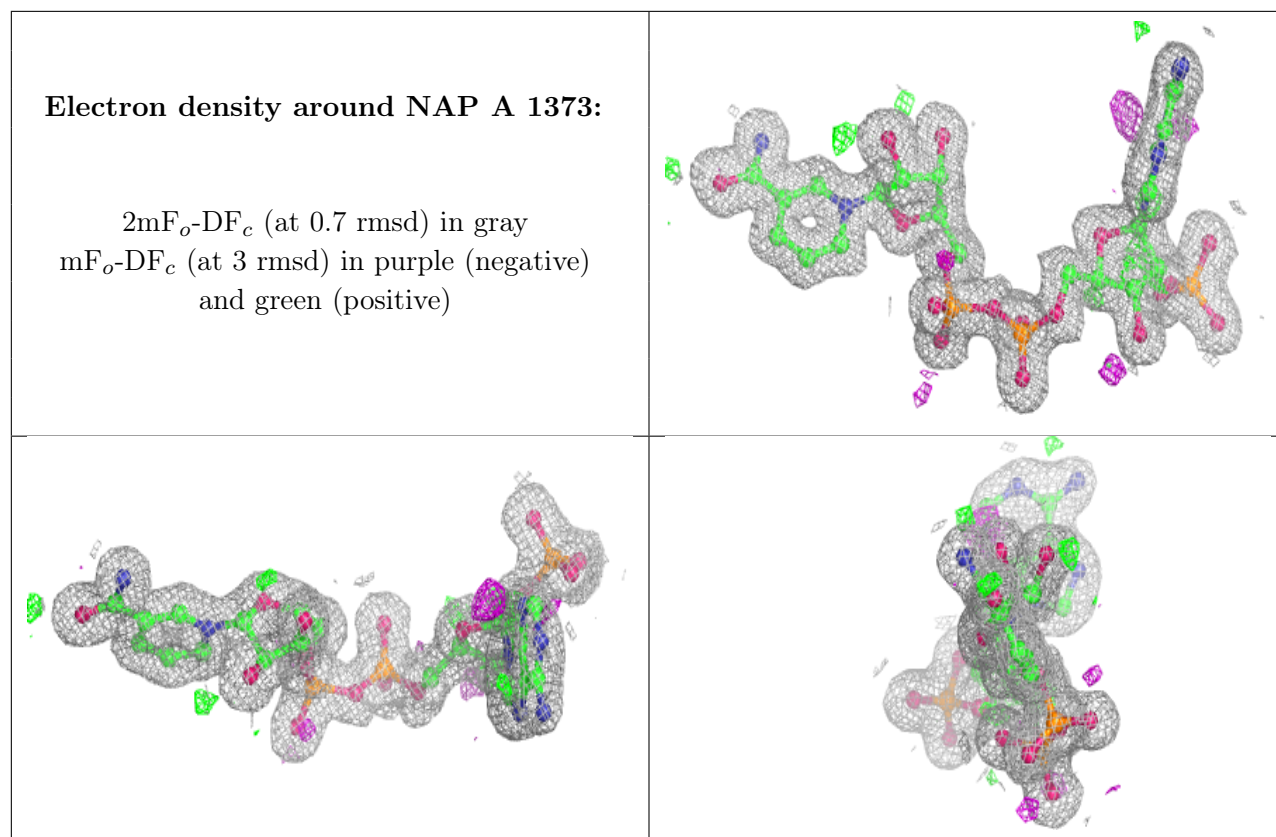 Electron density around NAP A 1373:
2mFo-DFc (at 0.7 rmsd) in gray
mFo-DFc (at 3 rmsd) in purple (negative)
and green (positive)